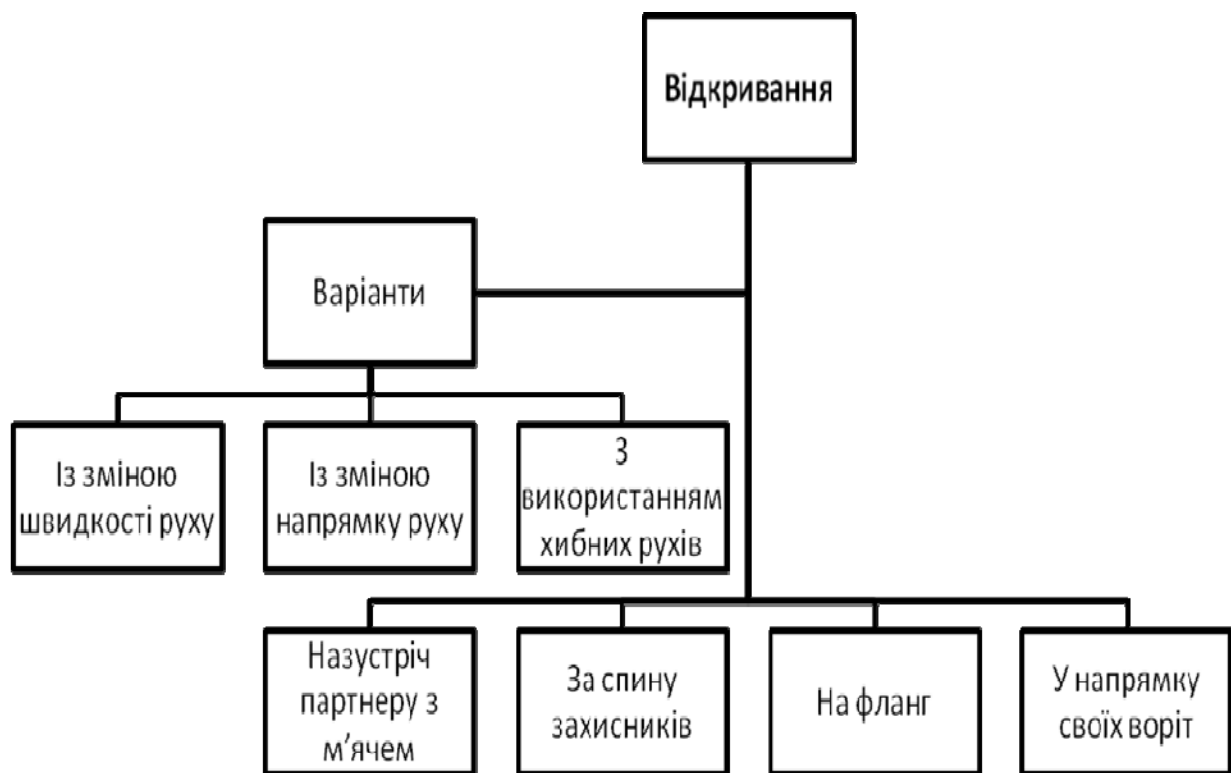 Відкривання
Варіанти
Із зміною
швидкості руху
Із зміною
напрямку руху
З
використанням
хибних рухів
Назустріч
партнеру з
м’ячем
За спину
захисників
На фланг
У напрямку
своїх воріт